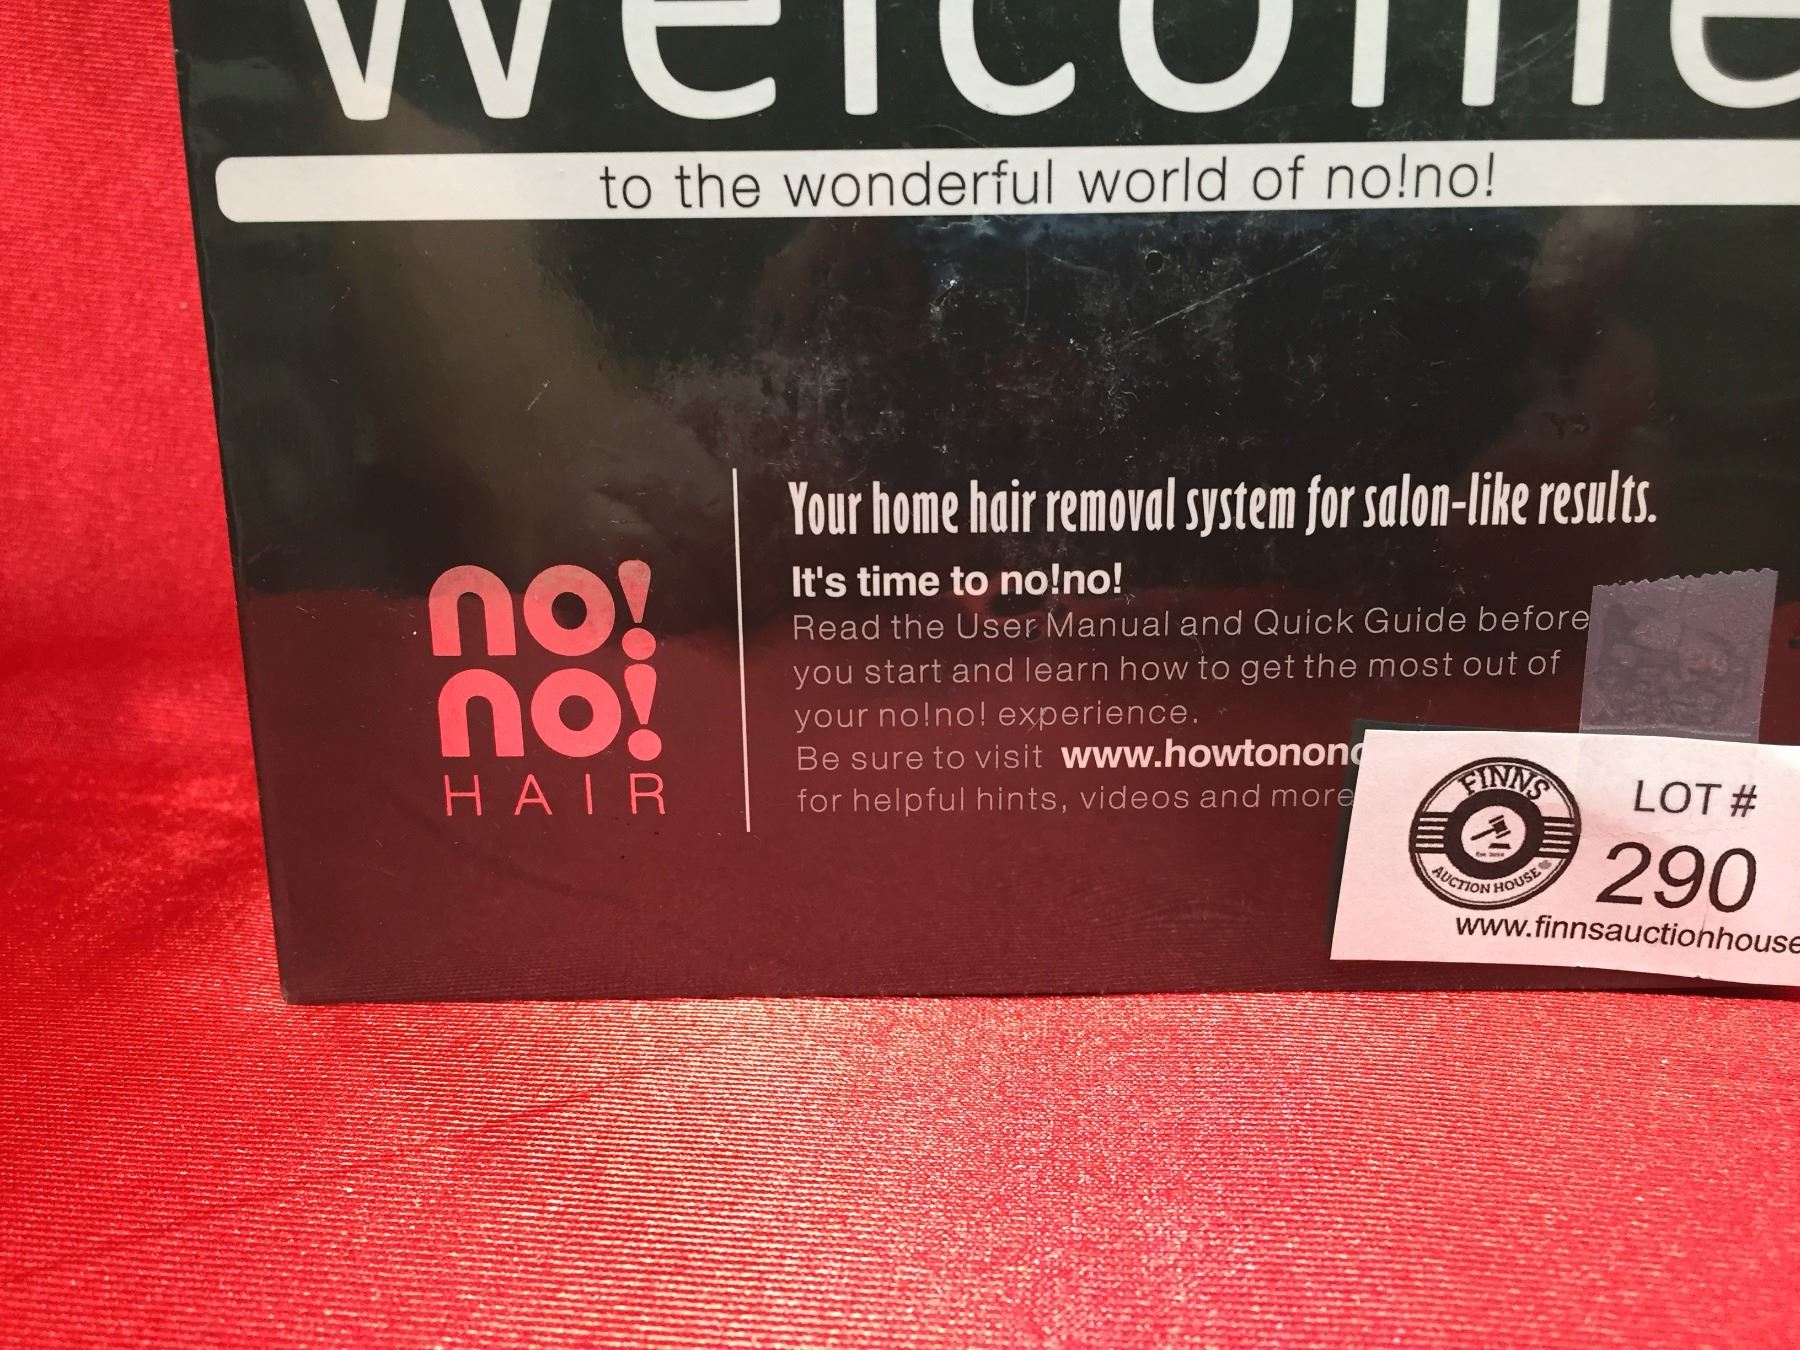 welcome
to the wonderful world of no!no!
Your home hair removal system for salon-like results.
It's time to no!no!
Read the User Manual and Quick Guide before
you start and learn how to get the most out of
your no!no! experience.
Be sure to visit www.howtonono
for helpful hints, videos and more
no!
no!
HAIR
FINNS
AUCTION HOUSE
LOT #
290
www.finnsauctionhouse